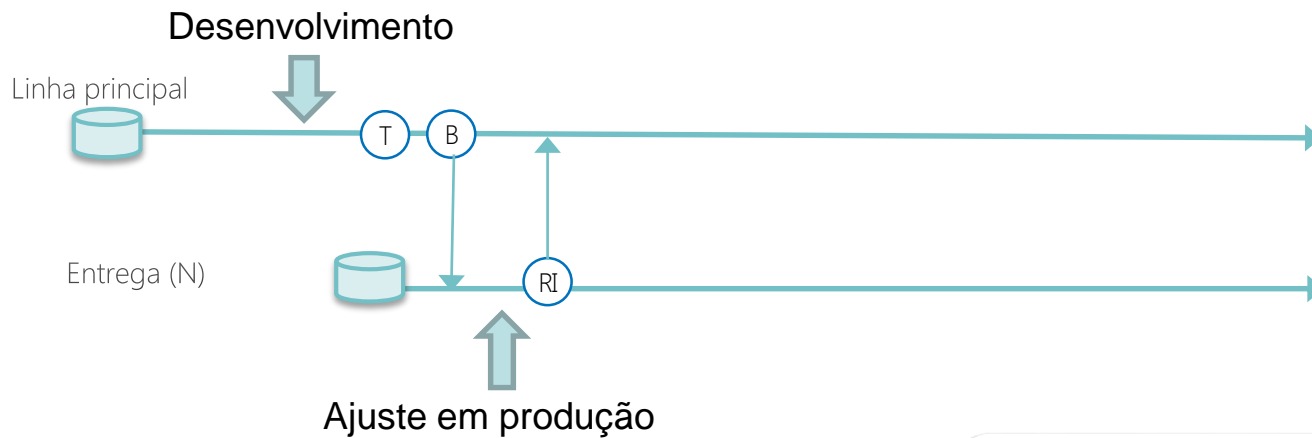 Desenvolvimento
Linha principal
T
B
Entrega (N)
RI
Ajuste em produção